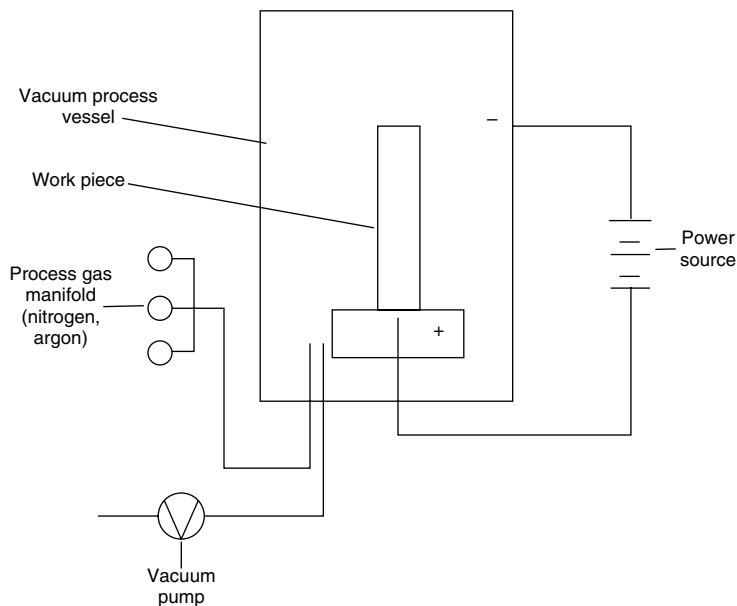 Vacuum process
vessel
−
Work piece
Power
source
Process gas
manifold
(nitrogen,
argon)
+
Vacuum
pump